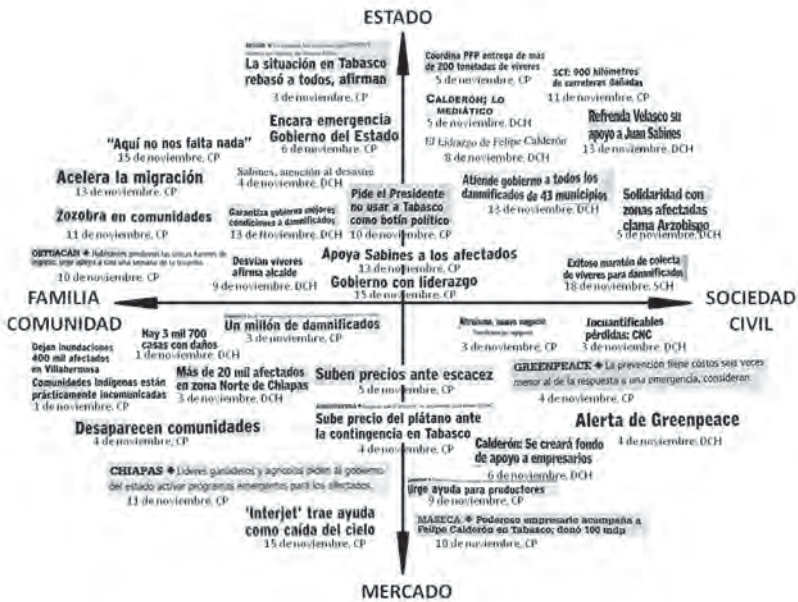 ESTADO
La situación en Tabasco
rebasó a todos, afirman
3 de noviembre, CP
Coordina PFP entrega de más
de 200 toneladas de víveres
5 de noviembre, CP
SCT: 900 kilómetros
de carreteras dañadas
11 de noviembre, CP
CALDERÓN; LO
MEDIÁTICO
5 de noviembre, DCH
Encara emergencia
Gobierno del Estado
6 de noviembre, CP
Refrenda Velasco su
apoyo a Juan Sabines
13 de noviembre, DCH
"Aquí no nos falta nada"
15 de noviembre, CP
El Liderazgo de Felipe Calderón
8 de noviembre, DCH
Acelera la migración
13 de noviembre, CP
Sabines, atención al desastre
4 de noviembre, DCH
Pide el Presidente
no usar a Tabasco
como botín político
10 de noviembre, CP
Atiende gobierno a todos los
damnificados de 43 municipios
13 de noviembre, DCH
Solidaridad con
zonas afectadas
clama Arzobispo
5 de noviembre, DCH
Zozobra en comunidades
11 de noviembre, CP
Garantiza gobierno mejores
condiciones a damnificados
13 de noviembre, DCH
OSTUACÁN
10 de noviembre, CP
Desvían víveres
afirma alcalde
9 de noviembre, DCH
Apoya Sabines a los afectados
13 de noviembre, CP
Gobierno con liderazgo
15 de noviembre, CP
Exitoso maratón de colecta
de víveres para damnificados
18 de noviembre, SCH
FAMILIA
COMUNIDAD
SOCIEDAD
CIVIL
Dejan inundaciones
400 mil afectados
en Villahermosa
Comunidades indígenas están
prácticamente incomunicadas
1 de noviembre, CP
Hay 3 mil 700
casas con daños
1 de noviembre, DCH
Un millón de damnificados
3 de noviembre, CP
nuevo negocio
3 de noviembre, CP
Incuantificables
pérdidas: CNC
3 de noviembre, DCH
Más de 20 mil afectados
en zona Norte de Chiapas
3 de noviembre, DCH
Suben precios ante escacez
5 de noviembre, CP
GREENPEACE ◆ La prevención tiene costos seis veces
menor al de la respuesta a una emergencia, consideran
4 de noviembre, CP
Desaparecen comunidades
4 de noviembre, CP
Sube precio del plátano ante
la contingencia en Tabasco
4 de noviembre, CP
Alerta de Greenpeace
4 de noviembre, DCH
Calderón: Se creará fondo
de apoyo a empresarios
6 de noviembre, DCH
CHIAPAS ◆ Líderes ganaderos y agrícolas piden al gobierno
del estado activar programas emergentes para los afectados.
11 de noviembre, CP
Urge ayuda para productores
9 de noviembre, CP
'Interjet' trae ayuda
como caída del cielo
15 de noviembre, CP
MASECA ◆ Poderoso empresario acompaña a
Felipe Calderón en Tabasco; donó 100 mdp
10 de noviembre, CP
MERCADO